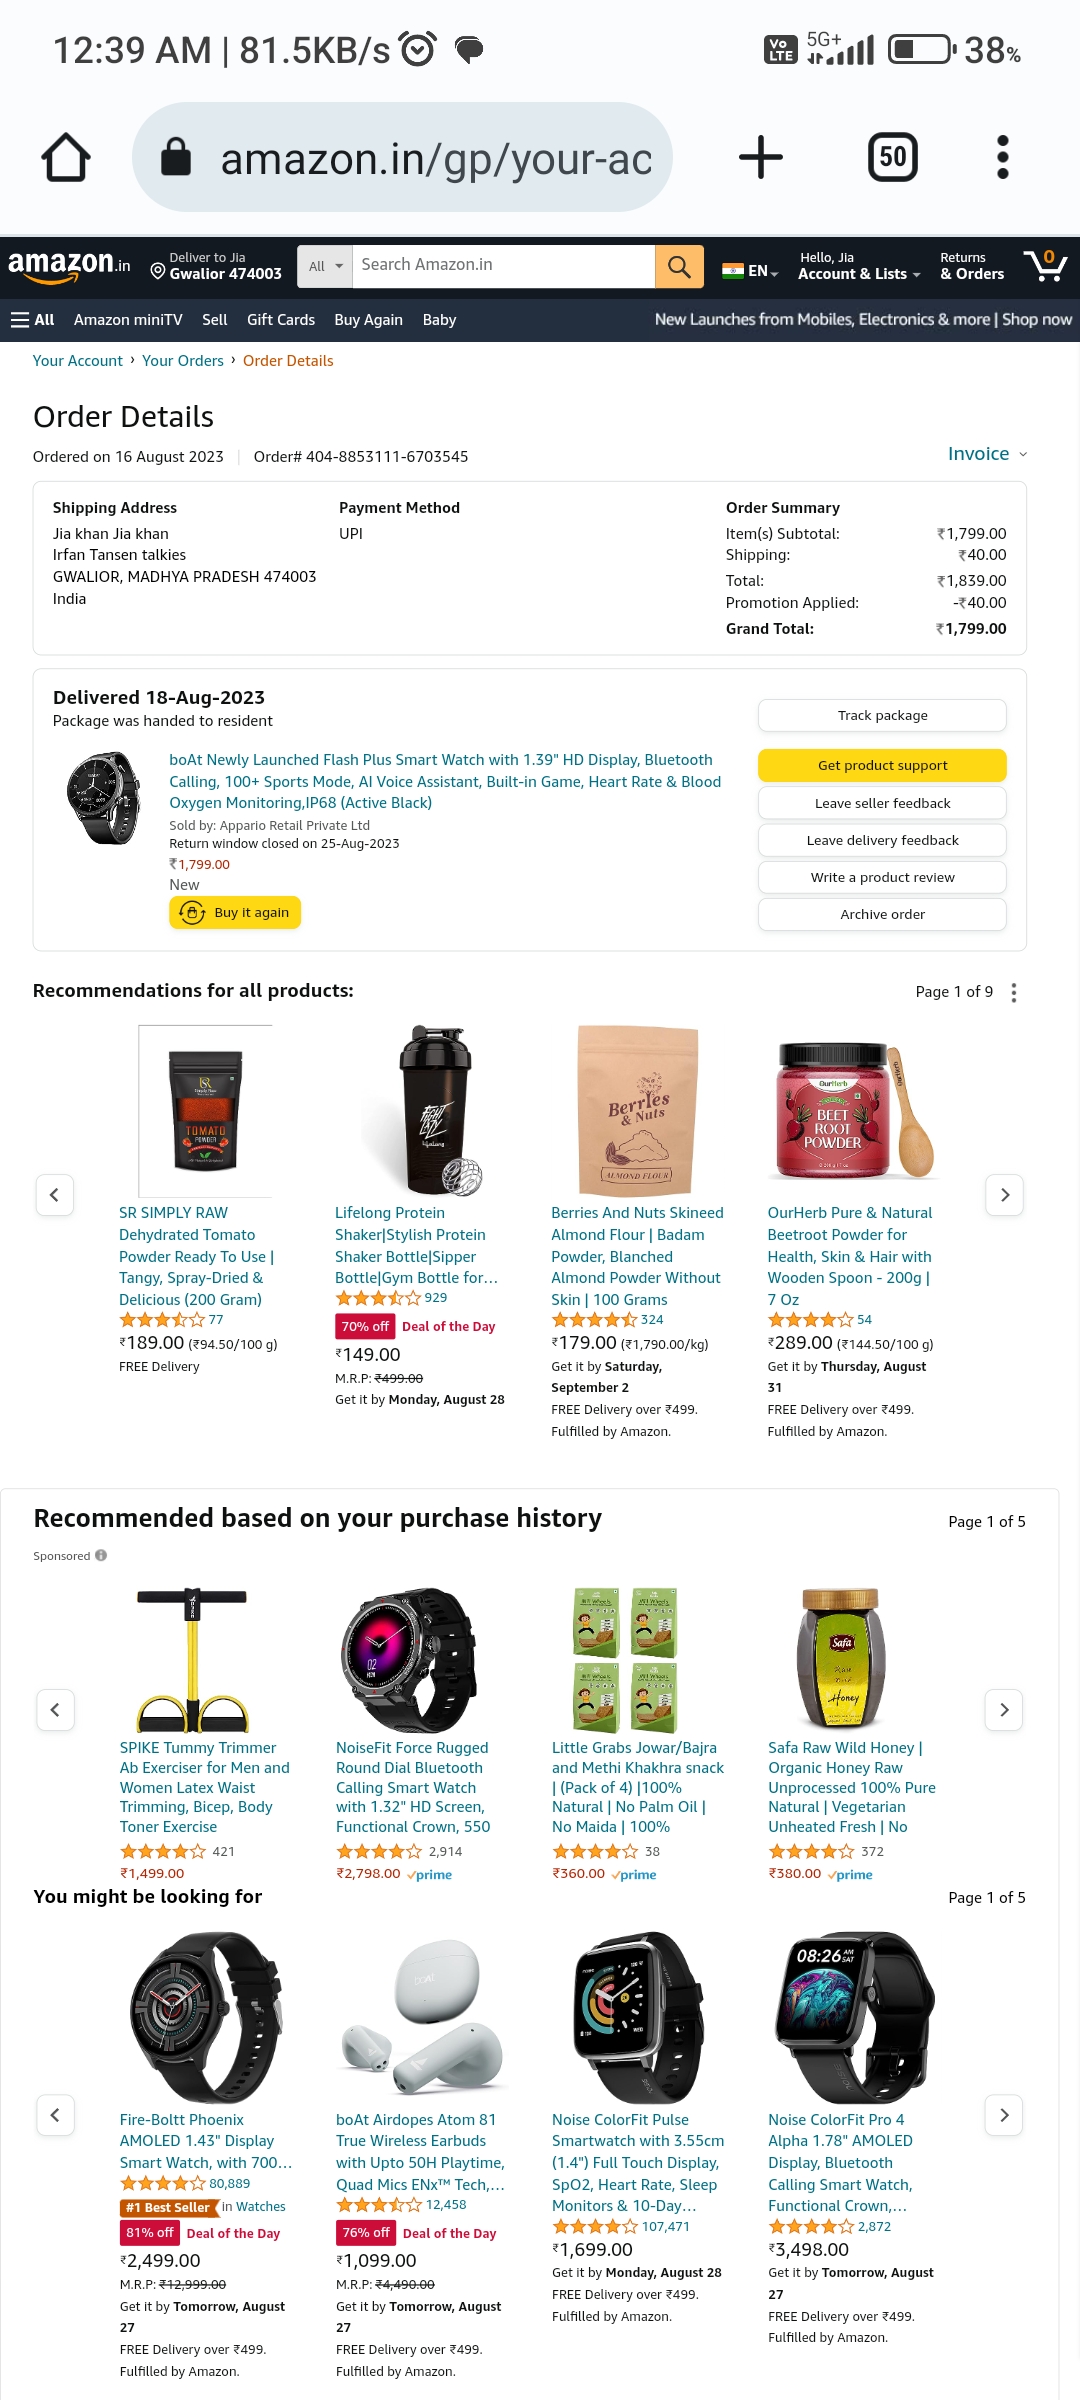 12:39 AM | 81.5KB/s
Vo LTE 5G+ 38%
amazon.in/gp/your-ac
50
amazon.in
Deliver to Jia
Gwalior 474003
All
Search Amazon.in
EN
Hello, Jia
Account & Lists
Returns
& Orders
0
All Amazon miniTV Sell Gift Cards Buy Again Baby
New Launches from Mobiles, Electronics & more | Shop now
Your Account › Your Orders › Order Details
Order Details
Ordered on 16 August 2023 | Order# 404-8853111-6703545
Invoice
Shipping Address
Jia khan Jia khan
Irfan Tansen talkies
GWALIOR, MADHYA PRADESH 474003
India
Payment Method
UPI
Order Summary
Item(s) Subtotal: ₹1,799.00
Shipping: ₹40.00
Total: ₹1,839.00
Promotion Applied: -₹40.00
Grand Total: ₹1,799.00
Delivered 18-Aug-2023
Package was handed to resident
boAt Newly Launched Flash Plus Smart Watch with 1.39" HD Display, Bluetooth
Calling, 100+ Sports Mode, AI Voice Assistant, Built-in Game, Heart Rate & Blood
Oxygen Monitoring,IP68 (Active Black)
Sold by: Appario Retail Private Ltd
Return window closed on 25-Aug-2023
₹1,799.00
New
Buy it again
Track package
Get product support
Leave seller feedback
Leave delivery feedback
Write a product review
Archive order
Recommendations for all products:
Page 1 of 9
TOMATO
POWDER
SR SIMPLY RAW
Dehydrated Tomato
Powder Ready To Use |
Tangy, Spray-Dried &
Delicious (200 Gram)
77
₹189.00 (₹94.50/100 g)
FREE Delivery
FIGHT
LAZY
lifelong
Lifelong Protein
Shaker|Stylish Protein
Shaker Bottle|Sipper
Bottle|Gym Bottle for...
929
70% off Deal of the Day
₹149.00
M.R.P: ₹499.00
Get it by Monday, August 28
Berries
& Nuts
ALMOND FLOUR
Berries And Nuts Skineed
Almond Flour | Badam
Powder, Blanched
Almond Powder Without
Skin | 100 Grams
324
₹179.00 (₹1,790.00/kg)
Get it by Saturday,
September 2
FREE Delivery over ₹499.
Fulfilled by Amazon.
OurHerb
BEET
ROOT
POWDER
OurHerb Pure & Natural
Beetroot Powder for
Health, Skin & Hair with
Wooden Spoon - 200g |
7 Oz
54
₹289.00 (₹144.50/100 g)
Get it by Thursday, August
31
FREE Delivery over ₹499.
Fulfilled by Amazon.
Recommended based on your purchase history
Page 1 of 5
Sponsored
SPIKE Tummy Trimmer
Ab Exerciser for Men and
Women Latex Waist
Trimming, Bicep, Body
Toner Exercise
421
₹1,499.00
NoiseFit Force Rugged
Round Dial Bluetooth
Calling Smart Watch
with 1.32" HD Screen,
Functional Crown, 550
2,914
₹2,798.00 prime
Little Grabs Jowar/Bajra
and Methi Khakhra snack
| (Pack of 4) |100%
Natural | No Palm Oil |
No Maida | 100%
38
₹360.00 prime
Safa
Honey
Safa Raw Wild Honey |
Organic Honey Raw
Unprocessed 100% Pure
Natural | Vegetarian
Unheated Fresh | No
372
₹380.00 prime
You might be looking for
Page 1 of 5
Fire-Boltt Phoenix
AMOLED 1.43" Display
Smart Watch, with 700...
80,889
#1 Best Seller in Watches
81% off Deal of the Day
₹2,499.00
M.R.P: ₹12,999.00
Get it by Tomorrow, August
27
FREE Delivery over ₹499.
Fulfilled by Amazon.
boAt
boAt Airdopes Atom 81
True Wireless Earbuds
with Upto 50H Playtime,
Quad Mics ENx™ Tech,...
12,458
76% off Deal of the Day
₹1,099.00
M.R.P: ₹4,490.00
Get it by Tomorrow, August
27
FREE Delivery over ₹499.
Fulfilled by Amazon.
Noise ColorFit Pulse
Smartwatch with 3.55cm
(1.4") Full Touch Display,
SpO2, Heart Rate, Sleep
Monitors & 10-Day...
107,471
₹1,699.00
Get it by Monday, August 28
FREE Delivery over ₹499.
Fulfilled by Amazon.
08:26 AM SAT
Noise ColorFit Pro 4
Alpha 1.78" AMOLED
Display, Bluetooth
Calling Smart Watch,
Functional Crown,...
2,872
₹3,498.00
Get it by Tomorrow, August
27
FREE Delivery over ₹499.
Fulfilled by Amazon.